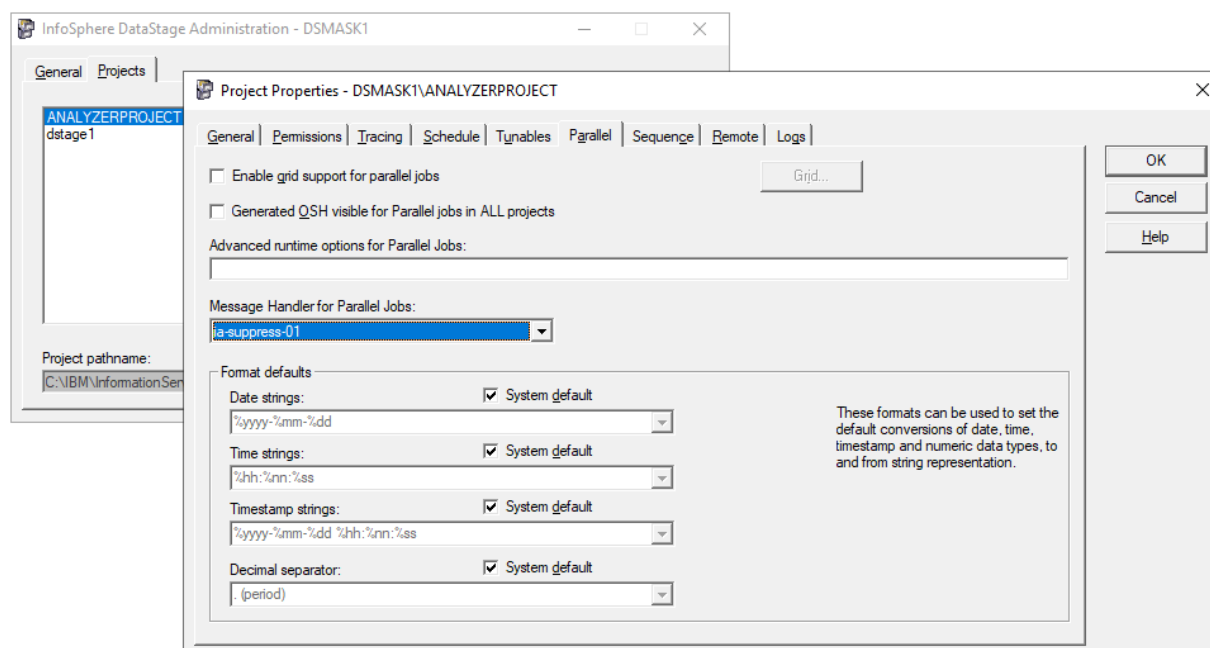 InfoSphere DataStage Administration - DSMASK1
General Projects
ANALYZERPROJECT
dstage1
Project pathname:
C:\IBM\InformationSer
Project Properties - DSMASK1\ANALYZERPROJECT
General Permissions Tracing Schedule Tunables Parallel Sequence Remote Logs
Enable grid support for parallel jobs
Grid...
Generated OSH visible for Parallel jobs in ALL projects
Advanced runtime options for Parallel Jobs:
Message Handler for Parallel Jobs:
ia-suppress-01
Format defaults
Date strings: System default
%yyyy-%mm-%dd
Time strings: System default
%hh:%nn:%ss
Timestamp strings: System default
%yyyy-%mm-%dd %hh:%nn:%ss
Decimal separator: System default
. (period)
These formats can be used to set the
default conversions of date, time,
timestamp and numeric data types, to
and from string representation.
OK
Cancel
Help